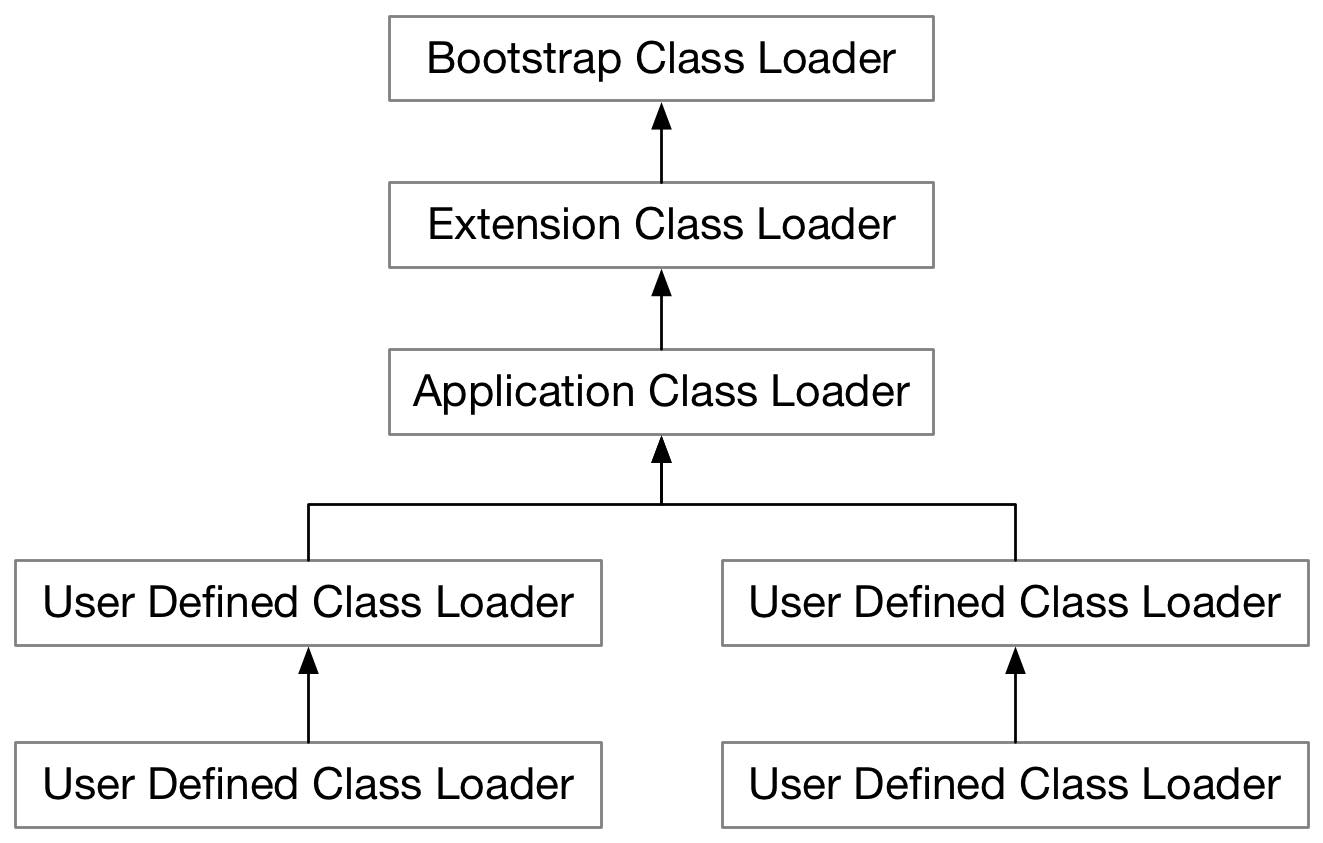 Bootstrap Class Loader
Extension Class Loader
Application Class Loader
User Defined Class Loader
User Defined Class Loader
User Defined Class Loader
User Defined Class Loader